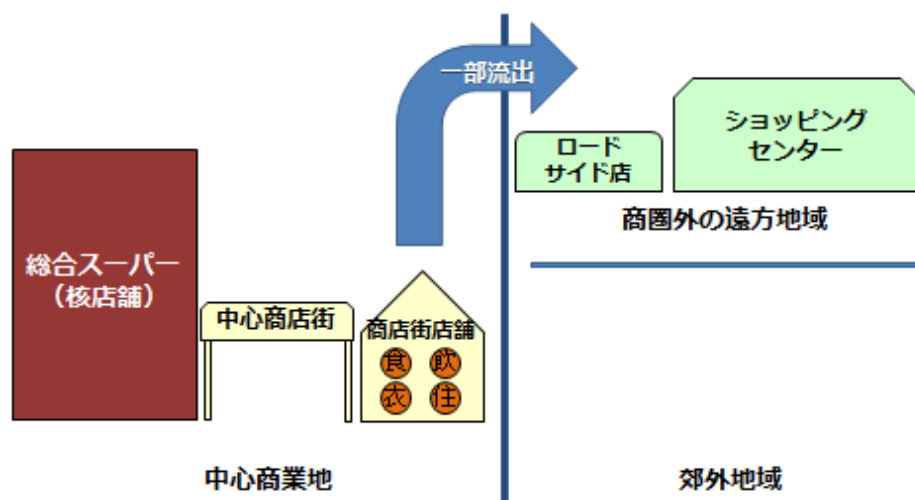 一部流出
ロード
サイド店
ショッピング
センター
商圏外の遠方地域
総合スーパー
（核店舗）
中心商店街
商店街店舗
食 飲
衣 住
中心商業地
郊外地域